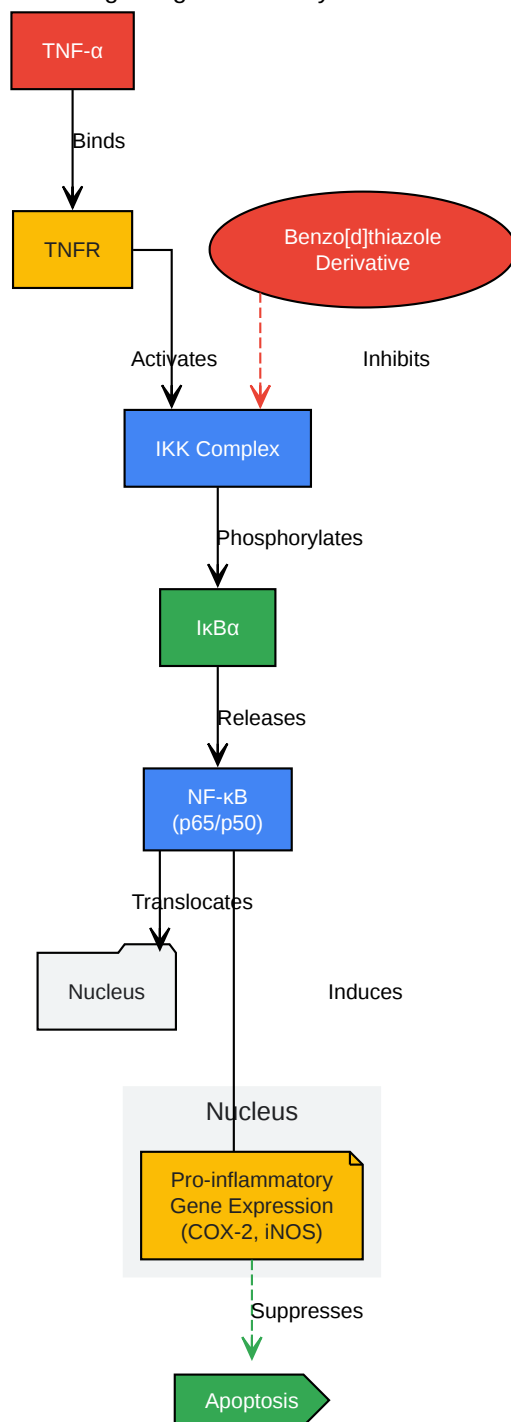 TNF-α
Binds
TNFR
Benzo[d]thiazole
Derivative
Activates
Inhibits
IKK Complex
Phosphorylates
IκBα
Releases
NF-κB
(p65/p50)
Translocates
Nucleus
Induces
Nucleus
Pro-inflammatory
Gene Expression
(COX-2, iNOS)
Suppresses
Apoptosis